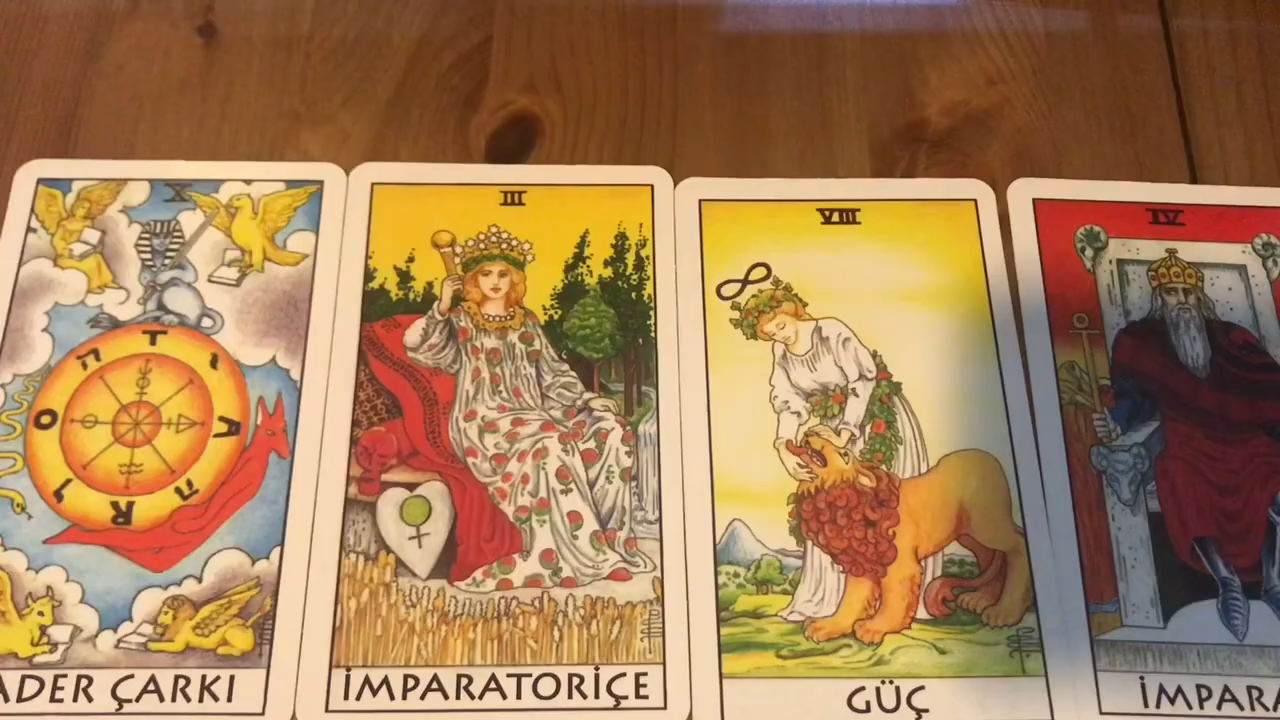 X
III
VIII
IV
T
A
R
O
ה
ו
ה
י
ADER ÇARKI
İMPARATORİÇE
GÜÇ
İMPARA